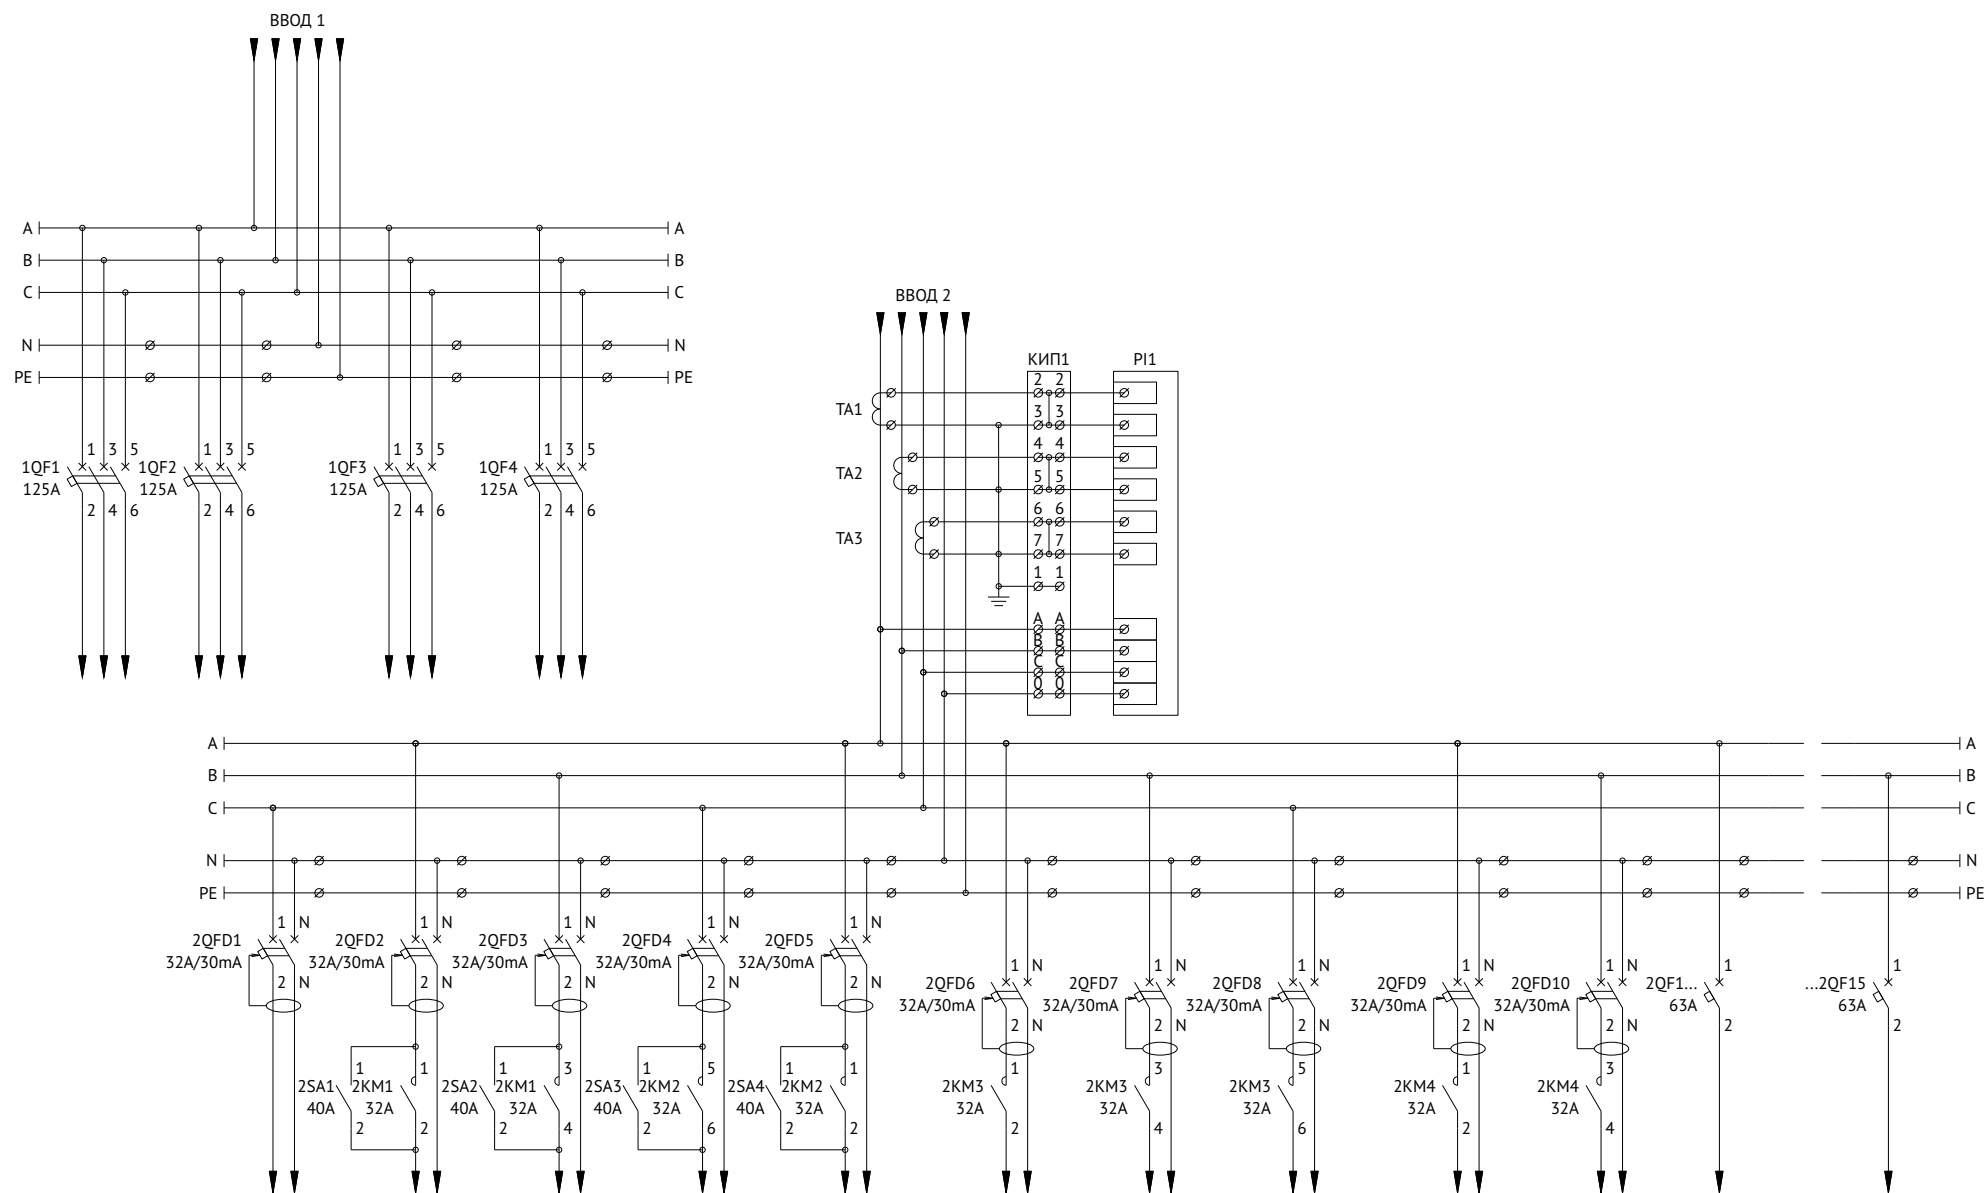 ВВОД 1
A A
B B
C C
N N
PE PE
1 3 5 1 3 5 1 3 5 1 3 5
1QF1 1QF2 1QF3 1QF4
125A 125A 125A 125A
2 4 6 2 4 6 2 4 6 2 4 6
ВВОД 2
КИП1 PI1
2 2
TA1
3 3
4 4
TA2
5 5
6 6
TA3
7 7
1 1
A A
B B
C C
0 0
A A
B B
C C
N N
PE PE
1 N 1 N 1 N 1 N 1 N
2QFD1 2QFD2 2QFD3 2QFD4 2QFD5
32A/30mA 32A/30mA 32A/30mA 32A/30mA 32A/30mA
2 N 2 N 2 N 2 N 2 N
1 N 1 N 1 N 1 N 1 N 1 1
2QFD6 2QFD7 2QFD8 2QFD9 2QFD10 2QF1... ...2QF15
32A/30mA 32A/30mA 32A/30mA 32A/30mA 32A/30mA 63A 63A
2 N 2 N 2 N 2 N 2 N 2 2
1 1 1 3 1 5 1 1 1 3 5 1 3
2SA1 2KM1 2SA2 2KM1 2SA3 2KM2 2SA4 2KM2 2KM3 2KM3 2KM3 2KM4 2KM4
40A 32A 40A 32A 40A 32A 40A 32A 32A 32A 32A 32A 32A
2 2 2 4 2 6 2 2 2 4 6 2 4